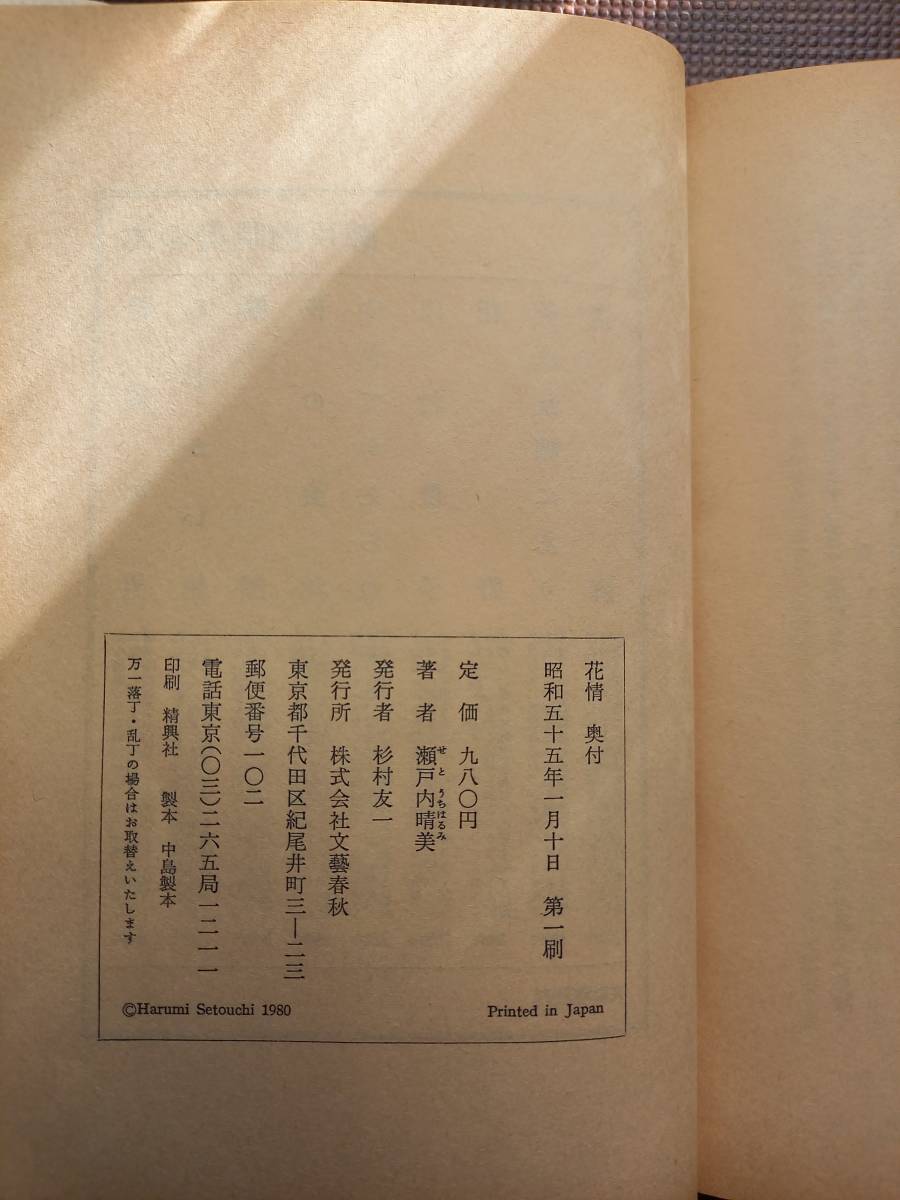 花情 奥付
昭和五十五年一月十日 第一刷
定価 九八〇円
著者 瀬戸内晴美
せとうちはるみ
発行者 杉村友一
発行所 株式会社文藝春秋
東京都千代田区紀尾井町三―二三
郵便番号一〇二
電話東京(〇三)二六五局一二一一
印刷 精興社 製本 中島製本
万一落丁・乱丁の場合はお取替えいたします
©Harumi Setouchi 1980
Printed in Japan